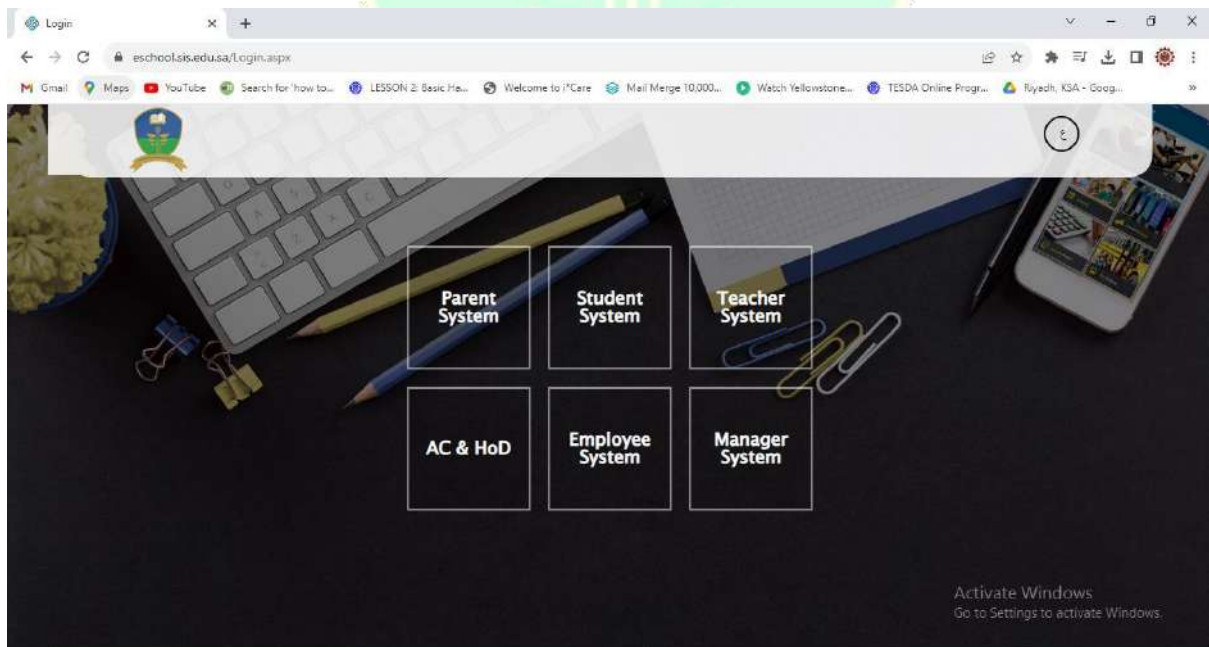 Login
eschool.sis.edu.sa/Login.aspx
Gmail Maps YouTube Search for 'how to... LESSON 2: Basic Ha... Welcome to i*Care Mail Merge 10,000... Watch Yellowstone... TESDA Online Progr... Riyadh, KSA - Goog... »
ع
Parent Student Teacher
System System System
AC & HoD Employee Manager
System System
Activate Windows
Go to Settings to activate Windows.